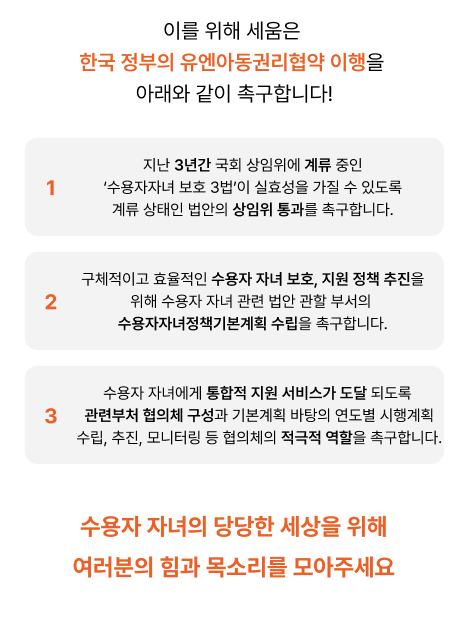 이를 위해 세움은
한국 정부의 유엔아동권리협약 이행을
아래와 같이 촉구합니다!
1
지난 3년간 국회 상임위에 계류 중인
‘수용자자녀 보호 3법’이 실효성을 가질 수 있도록
계류 상태인 법안의 상임위 통과를 촉구합니다.
2
구체적이고 효율적인 수용자 자녀 보호, 지원 정책 추진을
위해 수용자 자녀 관련 법안 관할 부서의
수용자자녀정책기본계획 수립을 촉구합니다.
3
수용자 자녀에게 통합적 지원 서비스가 도달 되도록
관련부처 협의체 구성과 기본계획 바탕의 연도별 시행계획
수립, 추진, 모니터링 등 협의체의 적극적 역할을 촉구합니다.
수용자 자녀의 당당한 세상을 위해
여러분의 힘과 목소리를 모아주세요